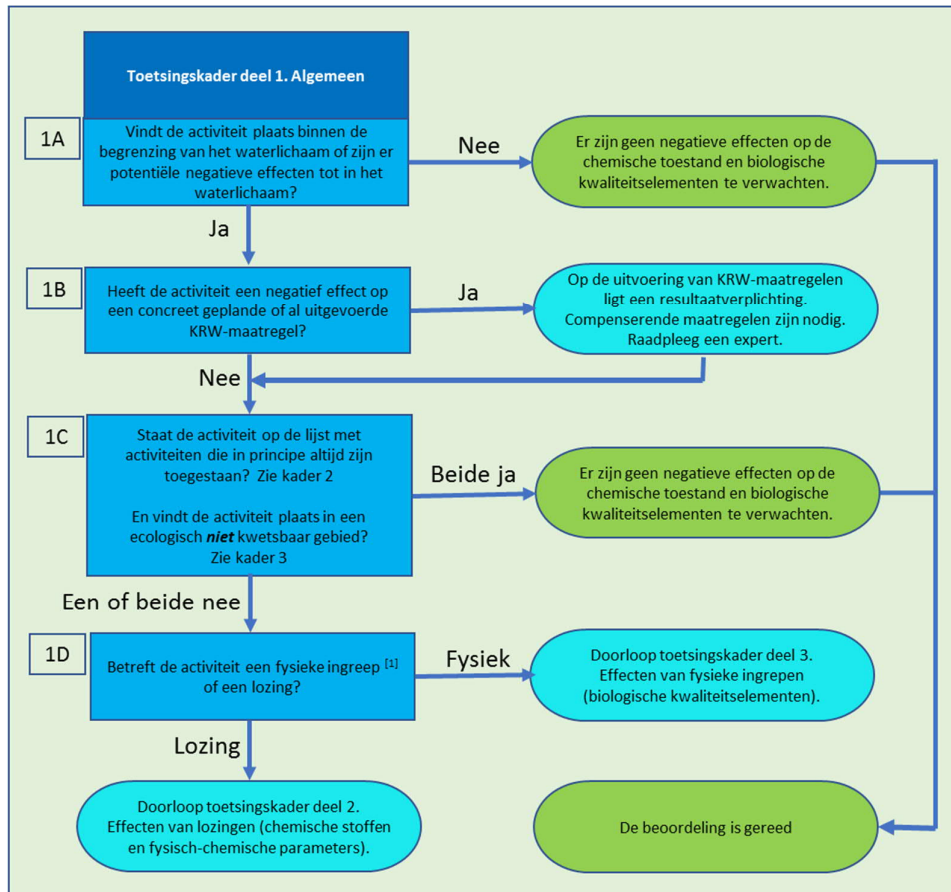 Toetsingskader deel 1. Algemeen
1A
Vindt de activiteit plaats binnen de
begrenzing van het waterlichaam of zijn er
potentiële negatieve effecten tot in het
waterlichaam?
Nee
Er zijn geen negatieve effecten op de
chemische toestand en biologische
kwaliteitselementen te verwachten.
Ja
1B
Heeft de activiteit een negatief effect op
een concreet geplande of al uitgevoerde
KRW-maatregel?
Ja
Op de uitvoering van KRW-maatregelen
ligt een resultaatverplichting.
Compenserende maatregelen zijn nodig.
Raadpleeg een expert.
Nee
1C
Staat de activiteit op de lijst met
activiteiten die in principe altijd zijn
toegestaan? Zie kader 2
En vindt de activiteit plaats in een
ecologisch niet kwetsbaar gebied?
Zie kader 3
Beide ja
Er zijn geen negatieve effecten op de
chemische toestand en biologische
kwaliteitselementen te verwachten.
Een of beide nee
1D
Betreft de activiteit een fysieke ingreep [1]
of een lozing?
Fysiek
Doorloop toetsingskader deel 3.
Effecten van fysieke ingrepen
(biologische kwaliteitselementen).
Lozing
Doorloop toetsingskader deel 2.
Effecten van lozingen (chemische stoffen
en fysisch-chemische parameters).
De beoordeling is gereed